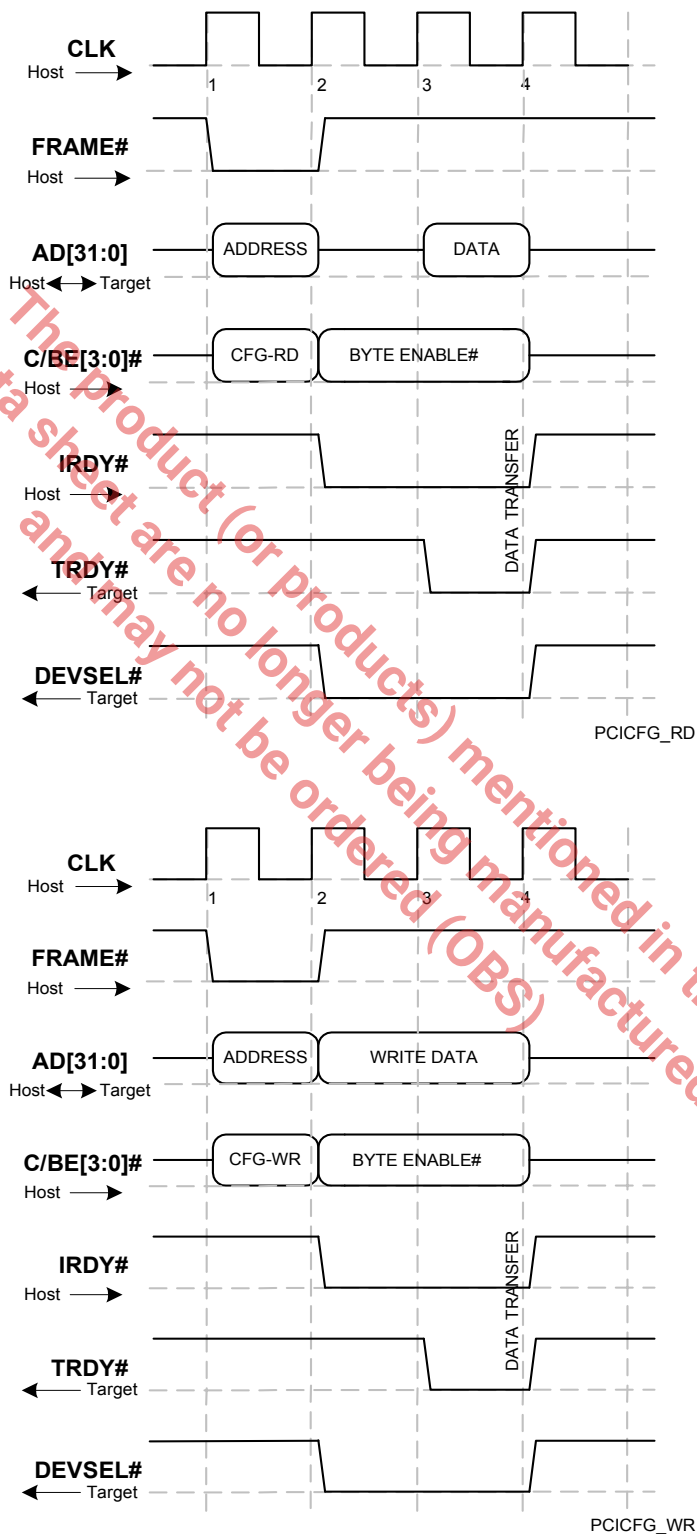 CLK
Host
1 2 3 4
FRAME#
Host
AD[31:0]
ADDRESS DATA
Host Target
C/BE[3:0]#
CFG-RD BYTE ENABLE#
Host
IRDY#
Host
DATA TRANSFER
TRDY#
Target
DEVSEL#
Target
PCICFG_RD
CLK
Host
1 2 3 4
FRAME#
Host
AD[31:0]
ADDRESS WRITE DATA
Host Target
C/BE[3:0]#
CFG-WR BYTE ENABLE#
Host
IRDY#
Host
DATA TRANSFER
TRDY#
Target
DEVSEL#
Target
PCICFG_WR
The product (or products) mentioned in
sheet are no longer being manufactured
and may not be ordered (OBS)